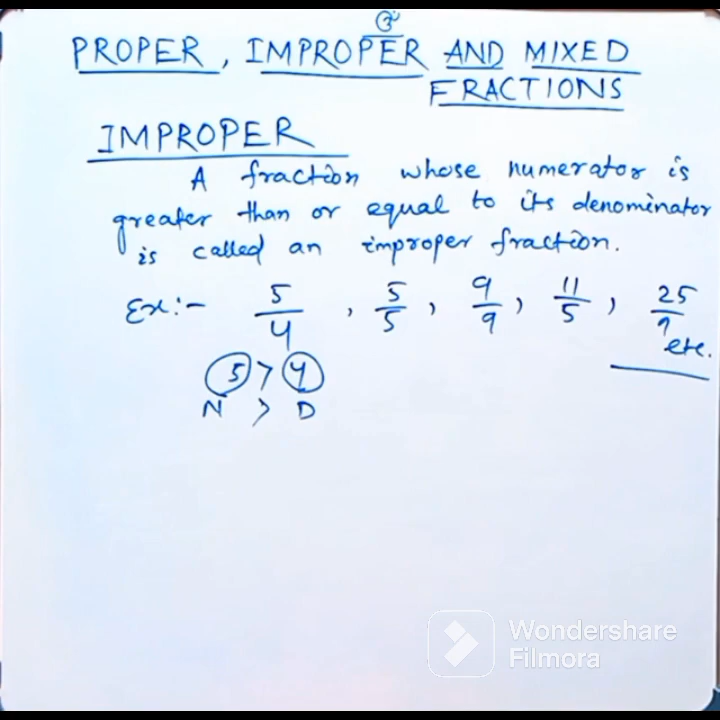 PROPER, IMPROPER AND MIXED
FRACTIONS
IMPROPER
A fraction whose numerator is
greater than or equal to its denominator
is called an improper fraction.
Ex:- 5/4, 5/5, 9/9, 11/5, 25/9
etc.
5 > 4
N > D
Wondershare
Filmora